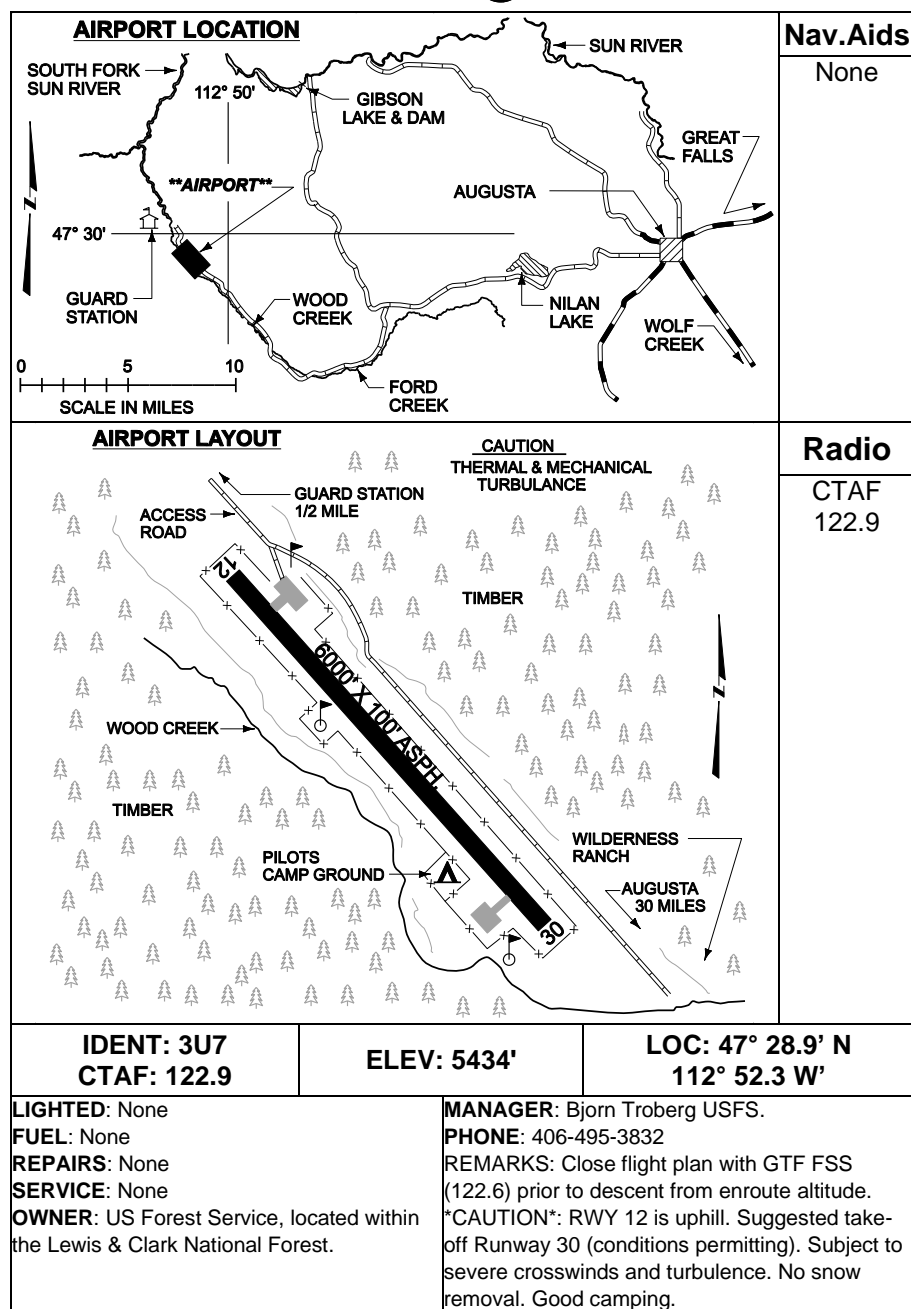 AIRPORT LOCATION
SOUTH FORK
SUN RIVER
112° 50'
GIBSON
LAKE & DAM
SUN RIVER
GREAT
FALLS
**AIRPORT**
AUGUSTA
N
47° 30'
GUARD
STATION
WOOD
CREEK
NILAN
LAKE
WOLF
CREEK
0 5 10
SCALE IN MILES
FORD
CREEK
Nav.Aids
None
AIRPORT LAYOUT
CAUTION
THERMAL & MECHANICAL
TURBULANCE
GUARD STATION
1/2 MILE
ACCESS
ROAD
12
TIMBER
6000' X 100' ASPH.
N
WOOD CREEK
TIMBER
PILOTS
CAMP GROUND
WILDERNESS
RANCH
AUGUSTA
30 MILES
30
Radio
CTAF
122.9
IDENT: 3U7
CTAF: 122.9
ELEV: 5434'
LOC: 47° 28.9’ N
112° 52.3 W’
LIGHTED: None
FUEL: None
REPAIRS: None
SERVICE: None
OWNER: US Forest Service, located within
the Lewis & Clark National Forest.
MANAGER: Bjorn Troberg USFS.
PHONE: 406-495-3832
REMARKS: Close flight plan with GTF FSS
(122.6) prior to descent from enroute altitude.
*CAUTION*: RWY 12 is uphill. Suggested take-
off Runway 30 (conditions permitting). Subject to
severe crosswinds and turbulence. No snow
removal. Good camping.